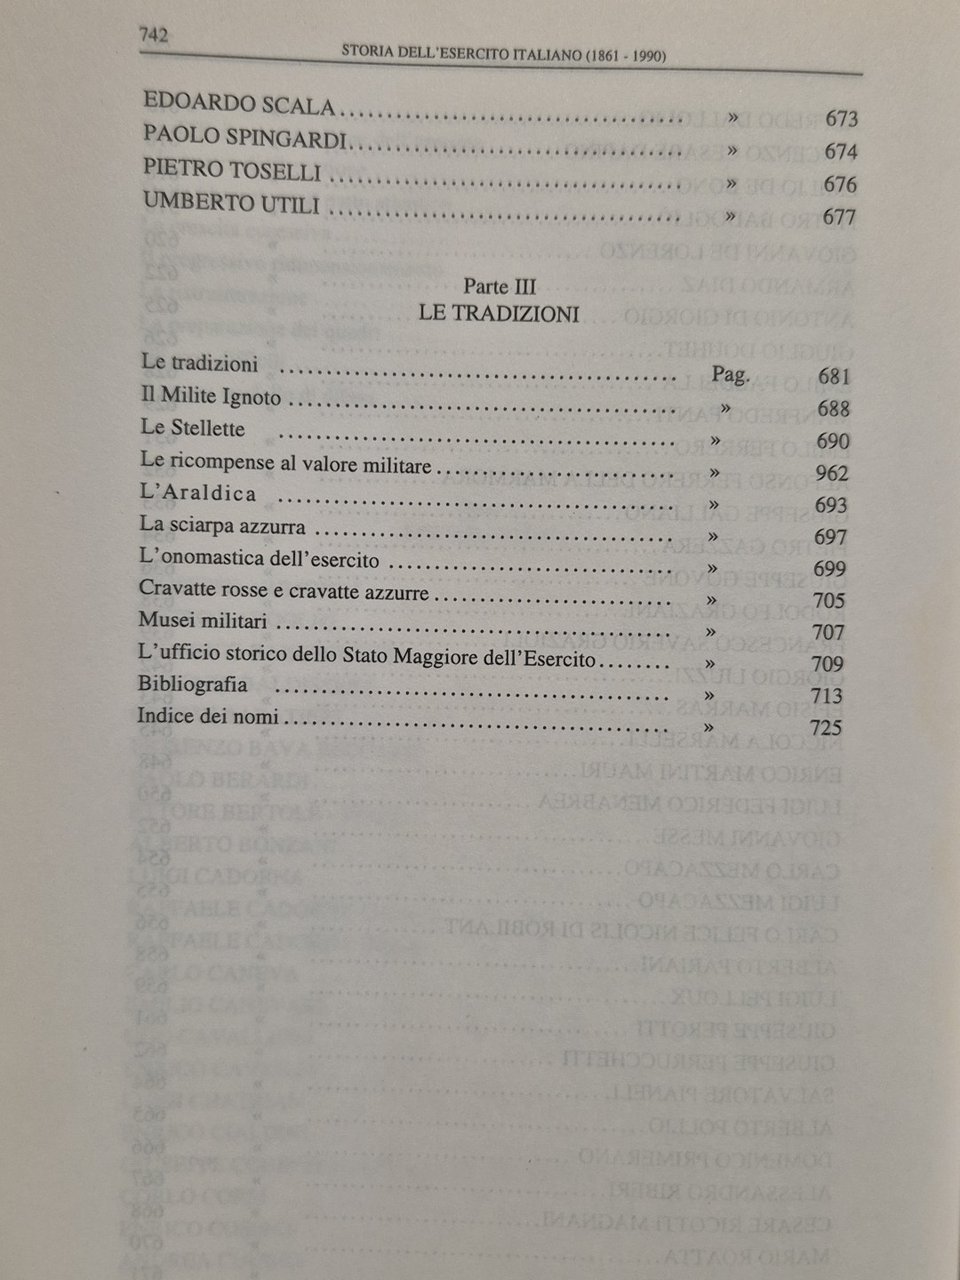 742
STORIA DELL'ESERCITO ITALIANO (1861 - 1990)
EDOARDO SCALA ..................................... » 673
PAOLO SPINGARDI.................................... » 674
PIETRO TOSELLI ...................................... » 676
UMBERTO UTILI ...................................... » 677
Parte III
LE TRADIZIONI
Le tradizioni ........................................... Pag. 681
Il Milite Ignoto .......................................... » 688
Le Stellette ........................................... » 690
Le ricompense al valore militare .......................... » 962
L'Araldica ........................................... » 693
La sciarpa azzurra ....................................... » 697
L'onomastica dell'esercito ............................... » 699
Cravatte rosse e cravatte azzurre .......................... » 705
Musei militari ........................................... » 707
L'ufficio storico dello Stato Maggiore dell'Esercito ........ » 709
Bibliografia ........................................... » 713
Indice dei nomi .......................................... » 725